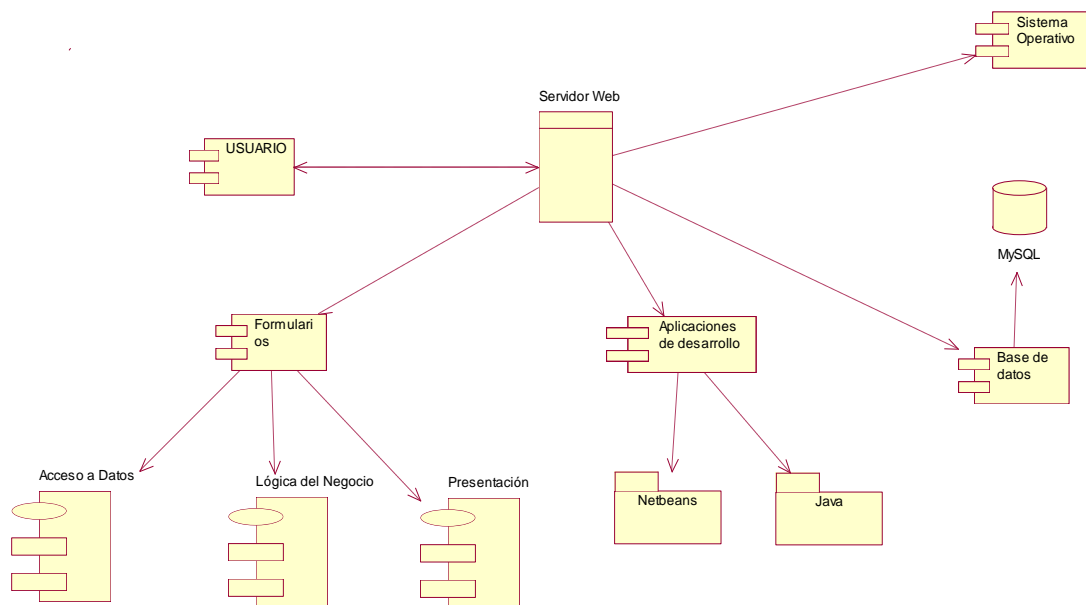 Sistema
Operativo
Servidor Web
USUARIO
MySQL
Formulari
os
Aplicaciones
de desarrollo
Base de
datos
Acceso a Datos
Lógica del Negocio
Presentación
Netbeans
Java